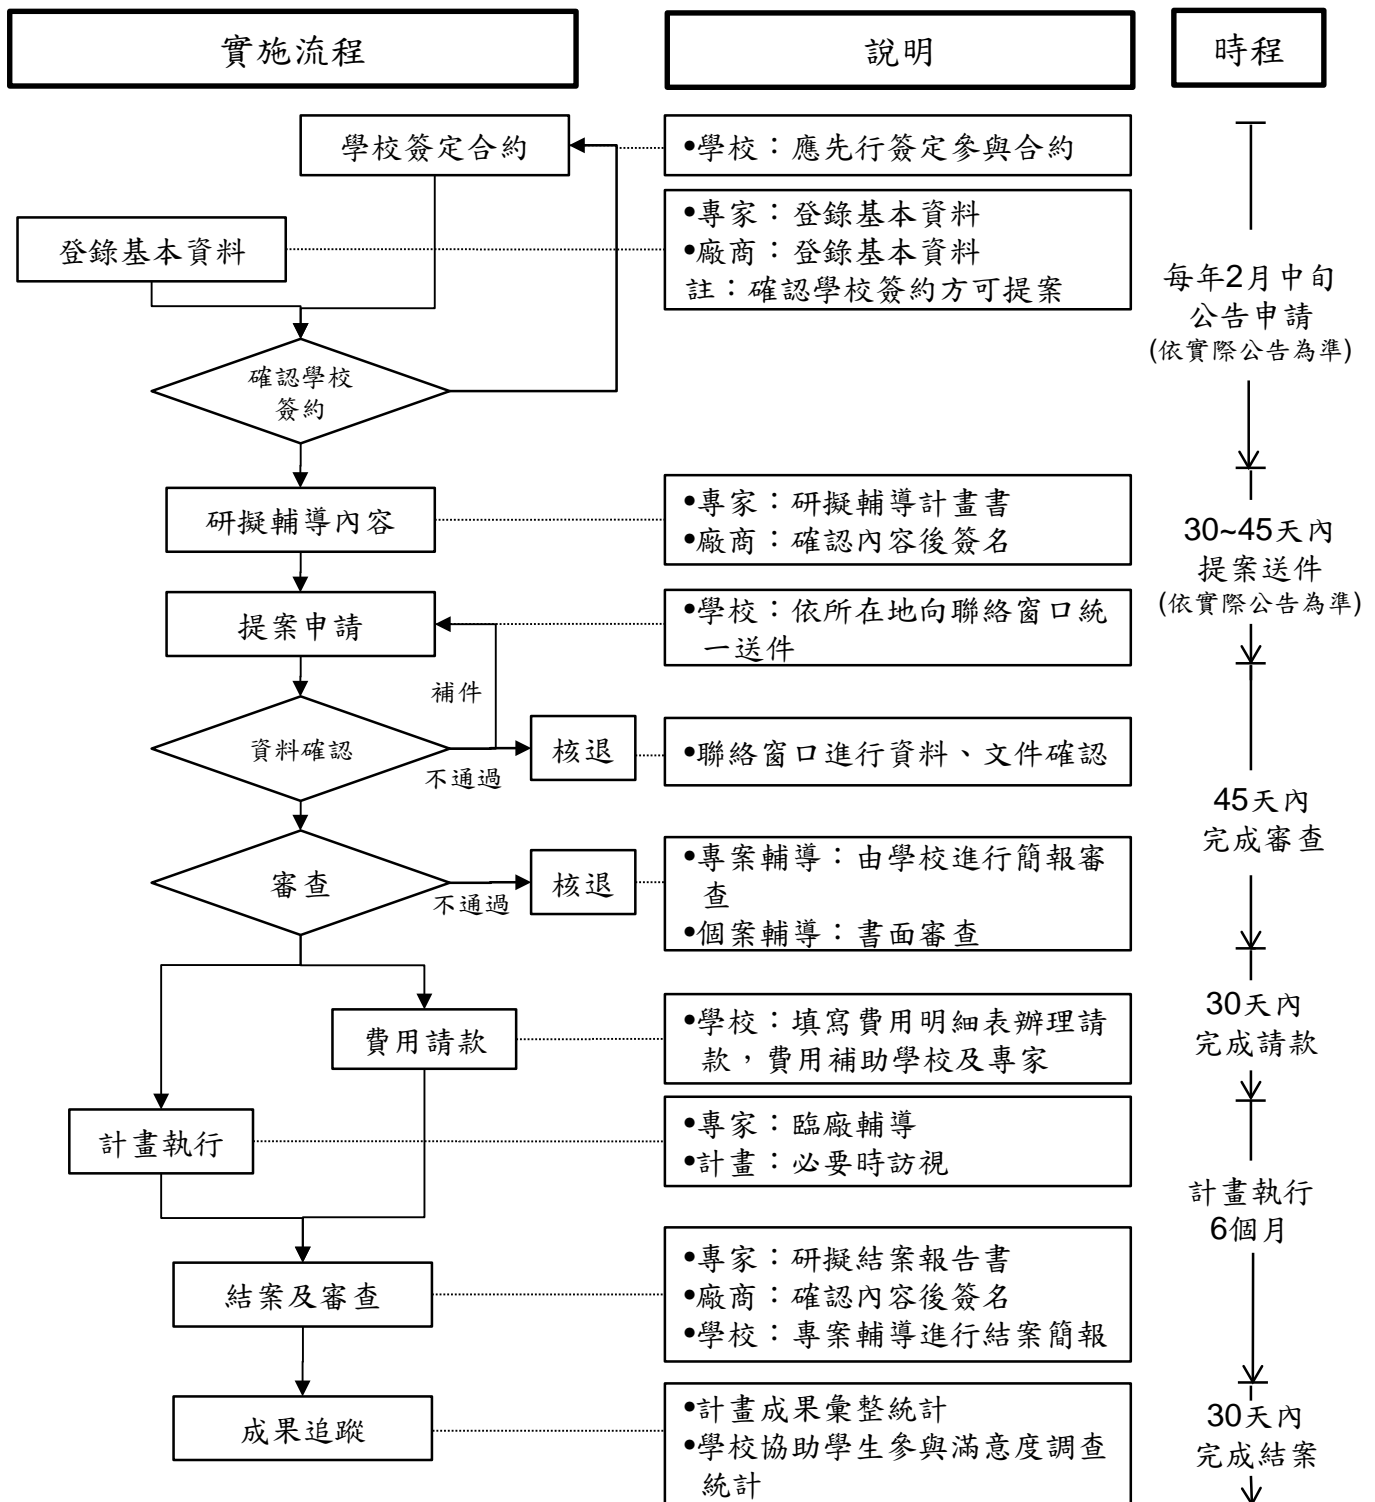 實施流程
說明
時程
學校簽定合約
•學校：應先行簽定參與合約
登錄基本資料
•專家：登錄基本資料
•廠商：登錄基本資料
註：確認學校簽約方可提案
每年2月中旬
公告申請
(依實際公告為準)
確認學校
簽約
研擬輔導內容
•專家：研擬輔導計畫書
•廠商：確認內容後簽名
30~45天內
提案送件
(依實際公告為準)
提案申請
•學校：依所在地向聯絡窗口統
一送件
補件
資料確認
不通過
核退
•聯絡窗口進行資料、文件確認
45天內
完成審查
審查
不通過
核退
•專案輔導：由學校進行簡報審
查
•個案輔導：書面審查
費用請款
•學校：填寫費用明細表辦理請
款，費用補助學校及專家
30天內
完成請款
計畫執行
•專家：臨廠輔導
•計畫：必要時訪視
計畫執行
6個月
結案及審查
•專家：研擬結案報告書
•廠商：確認內容後簽名
•學校：專案輔導進行結案簡報
成果追蹤
•計畫成果彙整統計
•學校協助學生參與滿意度調查
統計
30天內
完成結案